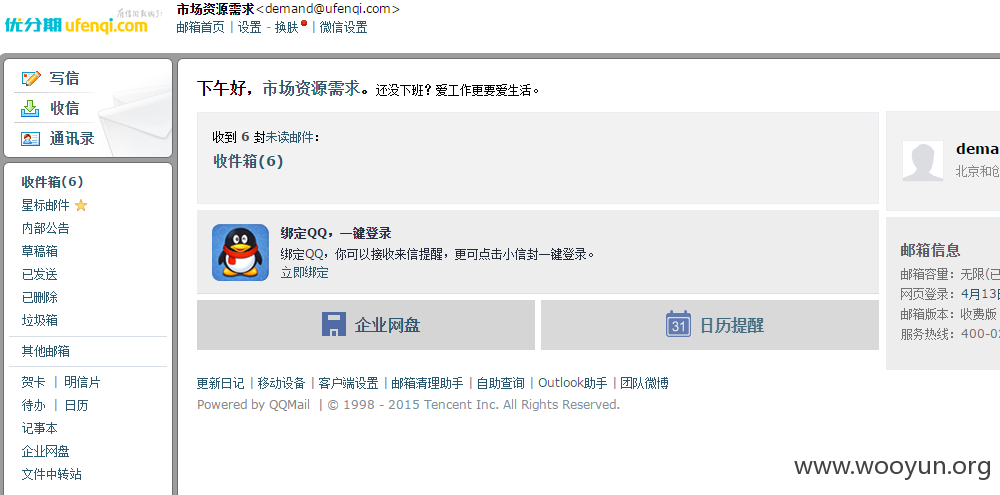 优分期 ufenqi.com
市场资源需求<demand@ufenqi.com>
邮箱首页 | 设置 - 换肤 | 微信设置
写信
收信
通讯录
收件箱(6)
星标邮件
内部公告
草稿箱
已发送
已删除
垃圾箱
其他邮箱
贺卡 | 明信片
待办 | 日历
记事本
企业网盘
文件中转站
下午好，市场资源需求。还没下班？爱工作更要爱生活。
收到 6 封未读邮件：
收件箱(6)
绑定QQ，一键登录
绑定QQ，你可以接收来信提醒，更可点击小信封一键登录。
立即绑定
企业网盘
31 日历提醒
更新日记 | 移动设备 | 客户端设置 | 邮箱清理助手 | 自助查询 | Outlook助手 | 团队微博
Powered by QQMail | © 1998 - 2015 Tencent Inc. All Rights Reserved.
dema
北京和创
邮箱信息
邮箱容量：无限(已
网页登录：4月13日
邮箱版本：收费版
服务热线：400-02
www.wooyun.org